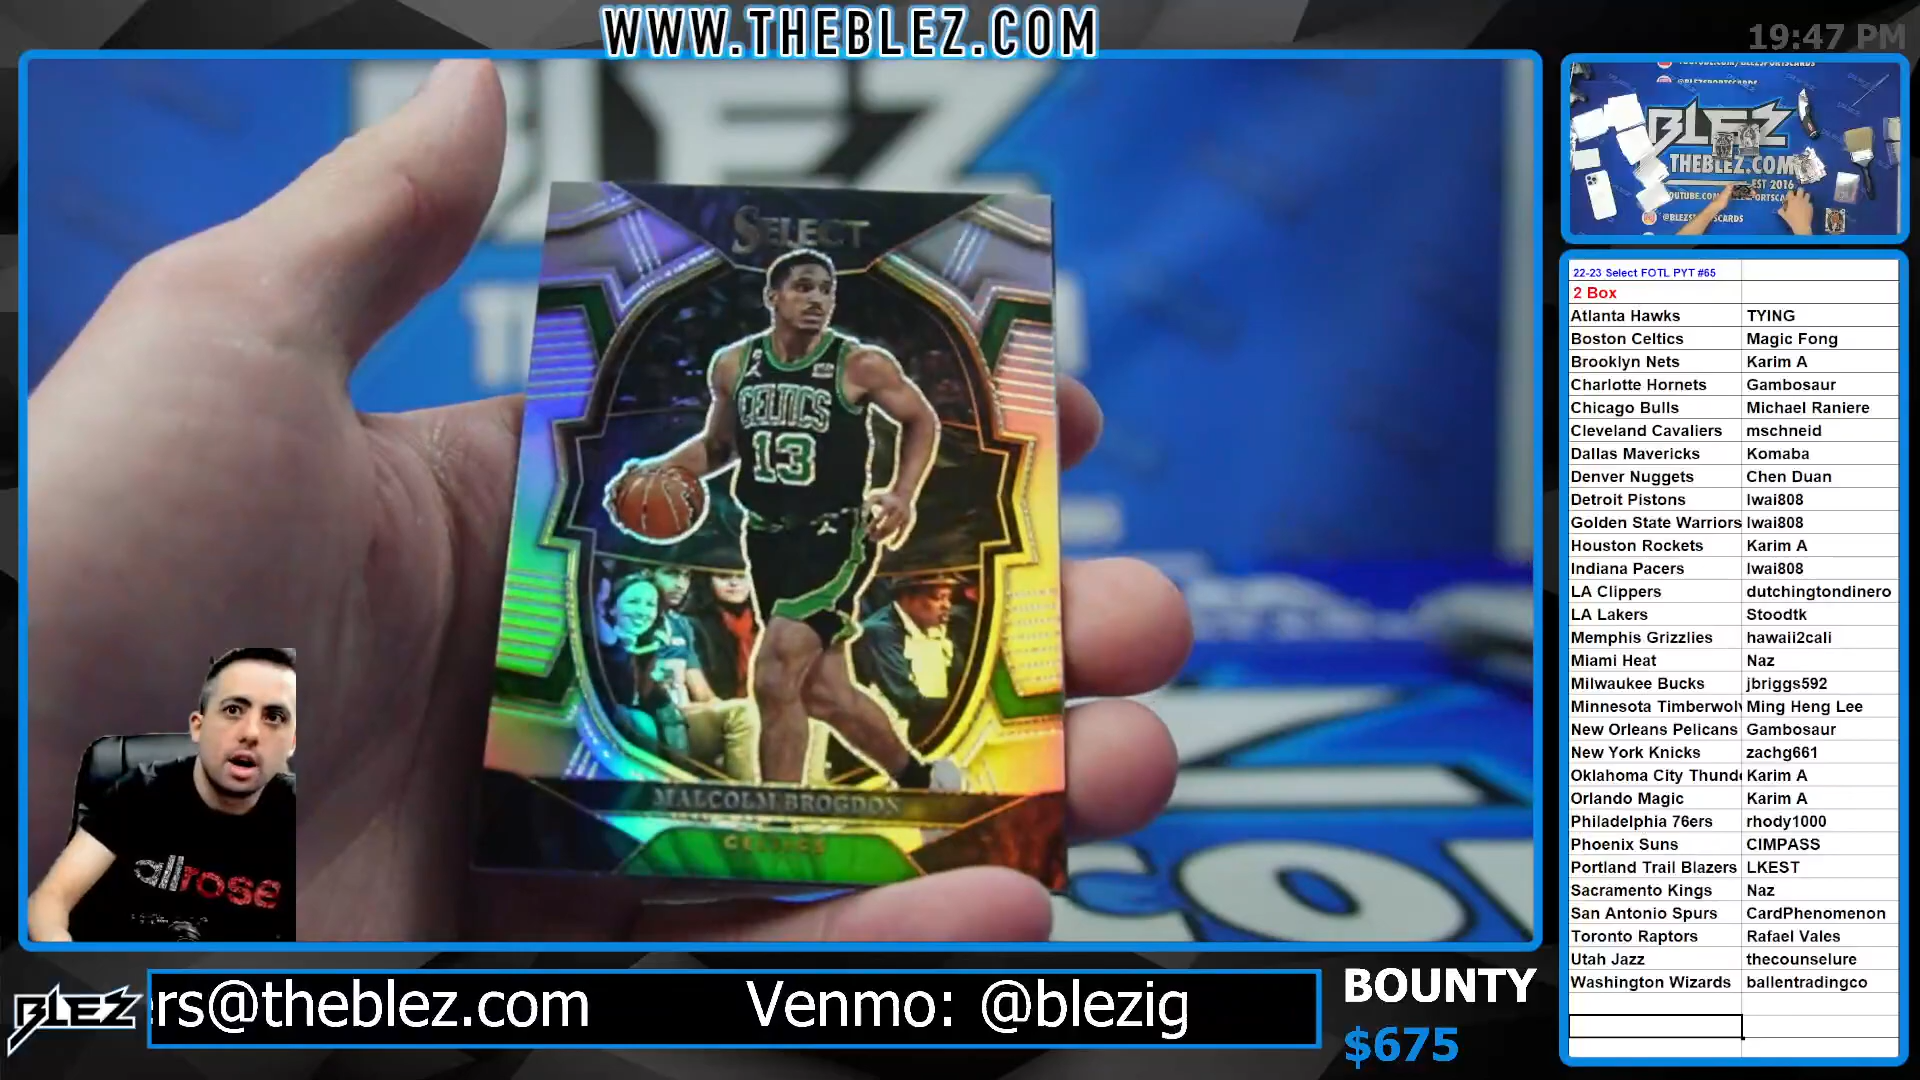 WWW.THEBLEZ.COM
19:47 PM
BLEZ
SELECT
CELTICS
13
MALCOLM BROGDON
CELTICS
allrose
BLEZ
THEBLEZ.COM
EST 2016
22-23 Select FOTL PYT #65
2 Box
Atlanta Hawks TYING
Boston Celtics Magic Fong
Brooklyn Nets Karim A
Charlotte Hornets Gambosaur
Chicago Bulls Michael Raniere
Cleveland Cavaliers mschneid
Dallas Mavericks Komaba
Denver Nuggets Chen Duan
Detroit Pistons lwai808
Golden State Warriors lwai808
Houston Rockets Karim A
Indiana Pacers lwai808
LA Clippers dutchingtondinero
LA Lakers Stoodtk
Memphis Grizzlies hawaii2cali
Miami Heat Naz
Milwaukee Bucks jbriggs592
Minnesota Timberwolv Ming Heng Lee
New Orleans Pelicans Gambosaur
New York Knicks zachg661
Oklahoma City Thunde Karim A
Orlando Magic Karim A
Philadelphia 76ers rhody1000
Phoenix Suns CIMPASS
Portland Trail Blazers LKEST
Sacramento Kings Naz
San Antonio Spurs CardPhenomenon
Toronto Raptors Rafael Vales
Utah Jazz thecounselure
Washington Wizards ballentradingco
BLEZ
rs@theblez.com Venmo: @blezig
BOUNTY
$675